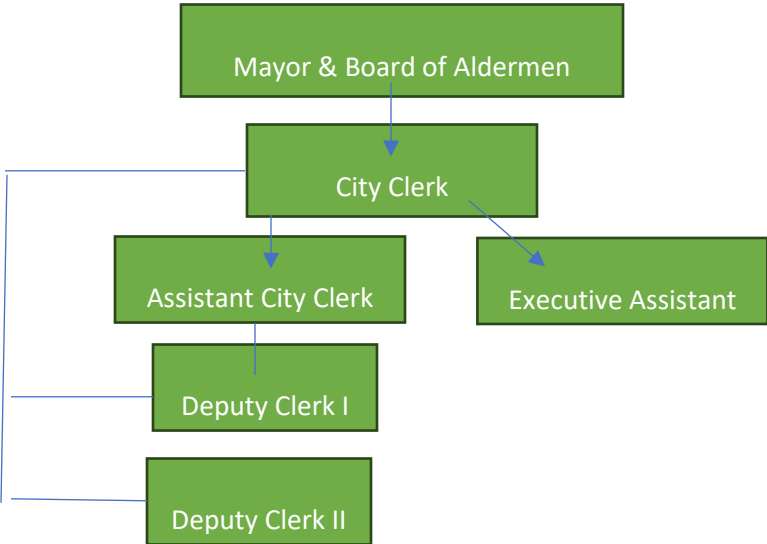 Mayor & Board of Aldermen
City Clerk
Assistant City Clerk
Executive Assistant
Deputy Clerk I
Deputy Clerk II